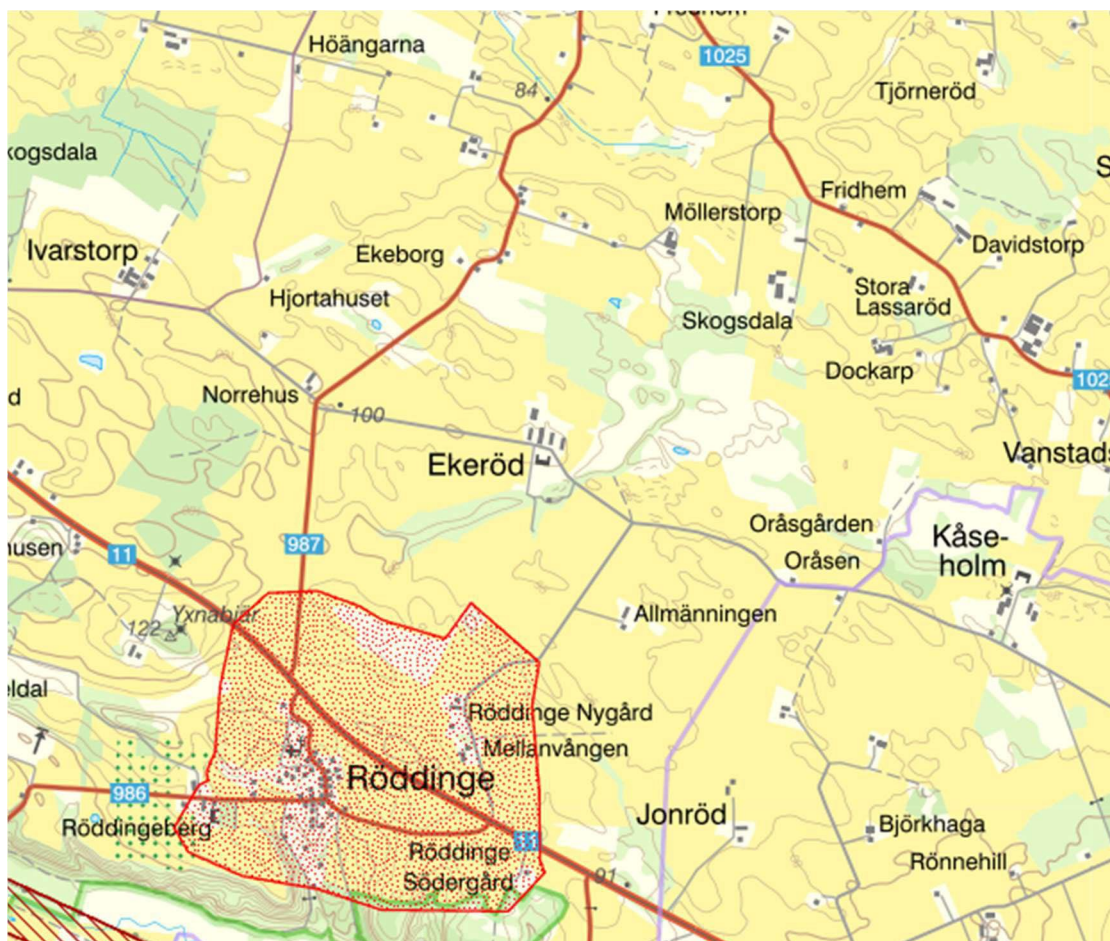 1025
Höängarna
84
Tjörneröd
kogsdala
S
Fridhem
Möllerstorp
Ivarstorp
Ekeborg
Davidstorp
Hjortahuset
Stora
Lassaröd
Skogsdala
Dockarp
102
Norrehus
d
100
Ekeröd
Vanstads
Oråsgården
Kåse-
holm
husen
11
987
Oråsen
Yxnabjär
122
Allmänningen
eldal
Röddinge Nygård
Mellanvången
Röddinge
986
Jonröd
Röddingeberg
11
Björkhaga
Röddinge
Södergård
Rönnehill
91